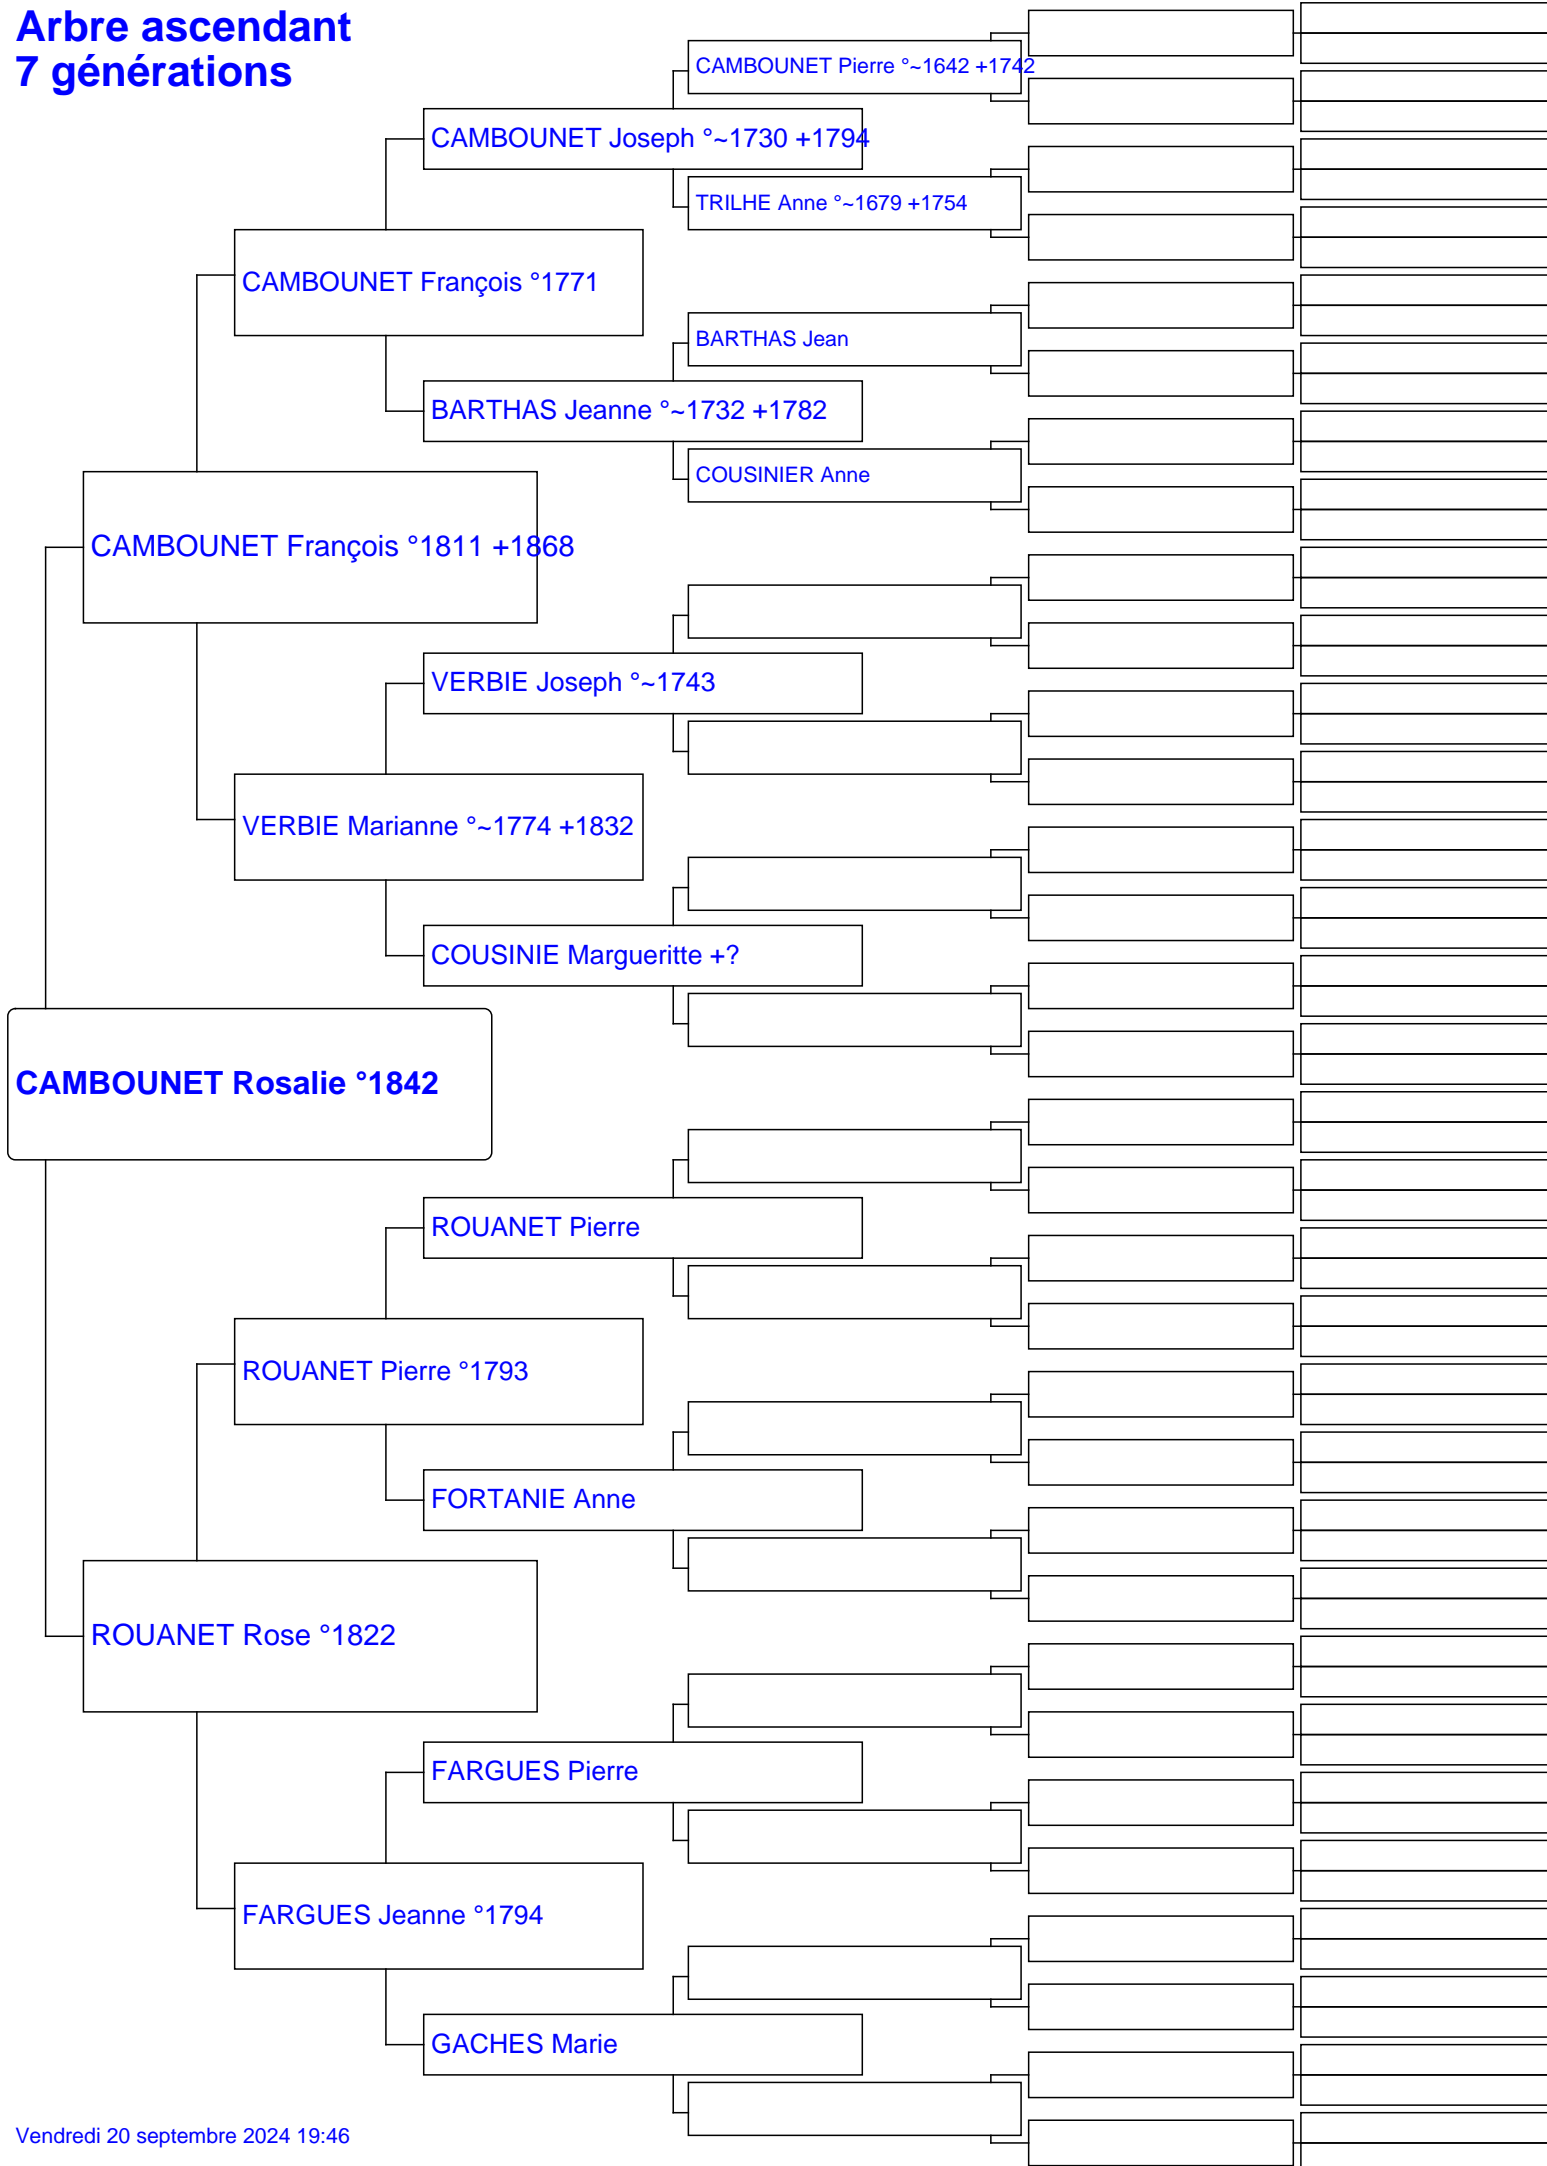 Arbre ascendant
7 générations
CAMBOUNET Pierre °~1642 +1742
CAMBOUNET Joseph °~1730 +1794
TRILHE Anne °~1679 +1754
CAMBOUNET François °1771
BARTHAS Jean
BARTHAS Jeanne °~1732 +1782
COUSINIER Anne
CAMBOUNET François °1811 +1868
VERBIE Joseph °~1743
VERBIE Marianne °~1774 +1832
COUSINIE Margueritte +?
CAMBOUNET Rosalie °1842
ROUANET Pierre
ROUANET Pierre °1793
FORTANIE Anne
ROUANET Rose °1822
FARGUES Pierre
FARGUES Jeanne °1794
GACHES Marie
Vendredi 20 septembre 2024 19:46